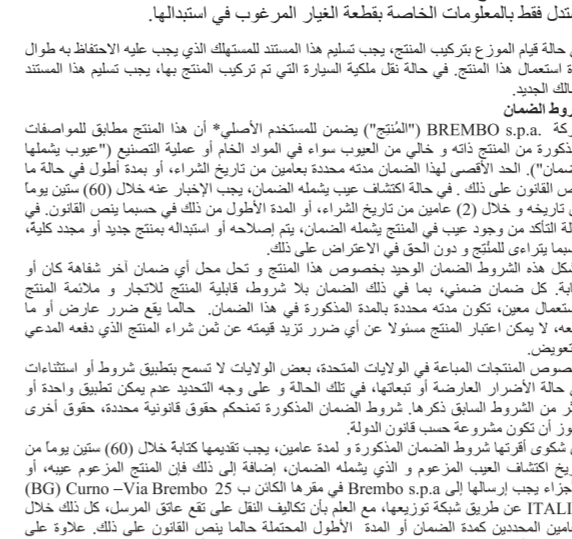 تدل فقط بالمعلومات الخاصة بقطعة الغيار المرغوب في استبدالها.
حالة قيام الموزع بتركيب المنتج، يجب تسليم هذا المستند للمستهلك الذي يجب عليه الاحتفاظ به طوال
استعمال هذا المنتج. في حالة نقل ملكية السيارة التي تم تركيب المنتج بها، يجب تسليم هذا المستند
الك الجديد.
روط الضمان
كة BREMBO s.p.a. ("المُنتِج") يضمن للمستخدم الأصلي* أن هذا المنتج مطابق للمواصفات
ذكورة من المنتج ذاته و خالي من العيوب سواء في المواد الخام أو عملية التصنيع ("عيوب يشملها
ضمان"). الحد الأقصى لهذا الضمان مدته محددة بعامين من تاريخ الشراء، أو بمدة أطول في حالة ما
ص القانون على ذلك . في حالة اكتشاف عيب يشمله الضمان، يجب الإخبار عنه خلال (60) ستين يوماً
تاريخه و خلال (2) عامين من تاريخ الشراء، أو المدة الأطول من ذلك في حسبما ينص القانون. في
لة التأكد من وجود عيب في المنتج يشمله الضمان، يتم إصلاحه أو استبداله بمنتج جديد أو مجدد كلية،
سبما يتراءى للمُنتِج و دون الحق في الاعتراض على ذلك.
شكل هذه الشروط الضمان الوحيد بخصوص هذا المنتج و تحل محل أي ضمان آخر شفاهة كان أو
ابة. كل ضمان ضمني، بما في ذلك الضمان بلا شروط، قابلية المنتج للاتجار و ملائمة المنتج
ستعمال معين، تكون مدته محددة بالمدة المذكورة في هذا الضمان. حالما يقع ضرر عارض أو ما
عه، لا يمكن اعتبار المنتج مسئولا عن أي ضرر تزيد قيمته عن ثمن شراء المنتج الذي دفعه المدعي
تعويض.
صوص المنتجات المباعة في الولايات المتحدة، بعض الولايات لا تسمح بتطبيق شروط أو استثناءات
حالة الأضرار العارضة أو تبعاتها، في تلك الحالة و على وجه التحديد عدم يمكن تطبيق واحدة أو
ثر من الشروط السابق ذكرها. شروط الضمان المذكورة تمنحكم حقوق قانونية محددة، حقوق أخرى
وز أن تكون مشروعة حسب قانون الدولة.
شكوى أقرتها شروط الضمان المذكورة و لمدة عامين، يجب تقديمها كتابة خلال (60) ستين يوماً من
ريخ اكتشاف العيب المزعوم و الذي يشمله الضمان، إضافة إلى ذلك فإن المنتج المزعوم عيبه، أو
جزاء يجب إرسالها إلى Brembo s.p.a في مقرها الكائن ب Via Brembo 25 – Curno (BG)
ITALI عن طريق شبكة توزيعها، مع العلم بأن تكاليف النقل على تقع عاتق المرسل، كل ذلك خلال
امين المحددين كمدة الضمان أو المدة الأطول المحتملة حالما ينص القانون على ذلك. علاوة على